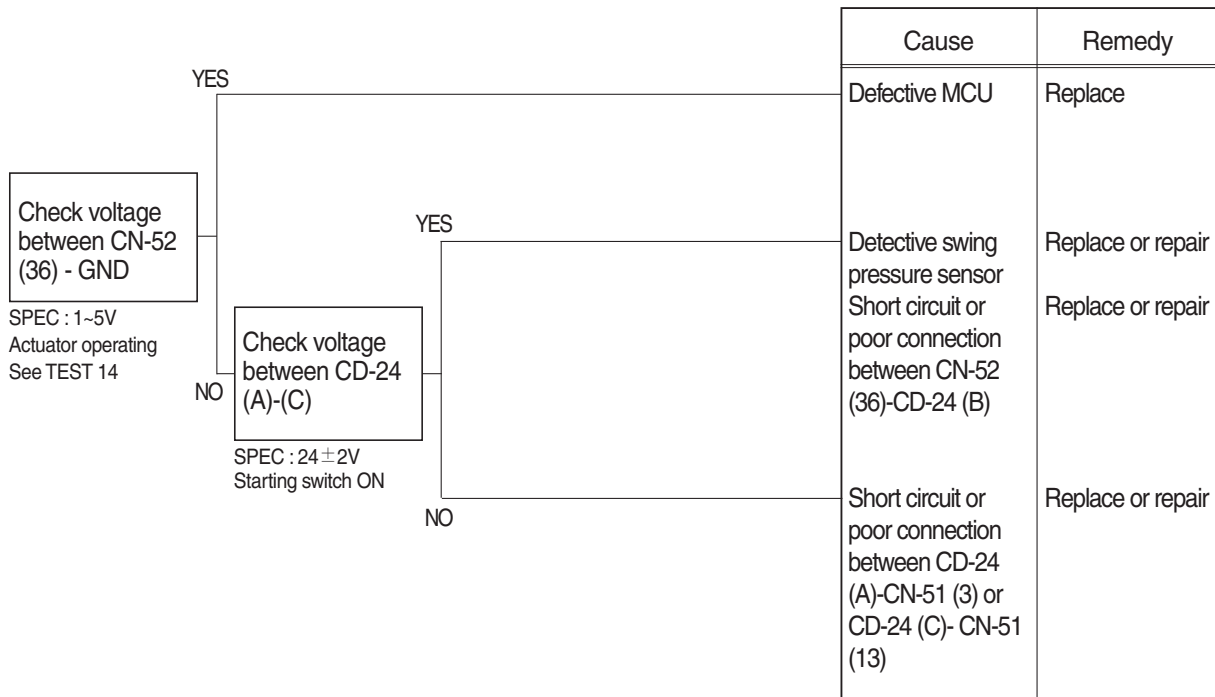 Cause
Remedy
YES
Defective MCU
Replace
Check voltage
between CN-52
(36) - GND
SPEC : 1~5V
Actuator operating
See TEST 14
YES
Detective swing
pressure sensor
Replace or repair
Short circuit or
poor connection
between CN-52
(36)-CD-24 (B)
Replace or repair
NO
Check voltage
between CD-24
(A)-(C)
SPEC : 24±2V
Starting switch ON
NO
Short circuit or
poor connection
between CD-24
(A)-CN-51 (3) or
CD-24 (C)- CN-51
(13)
Replace or repair